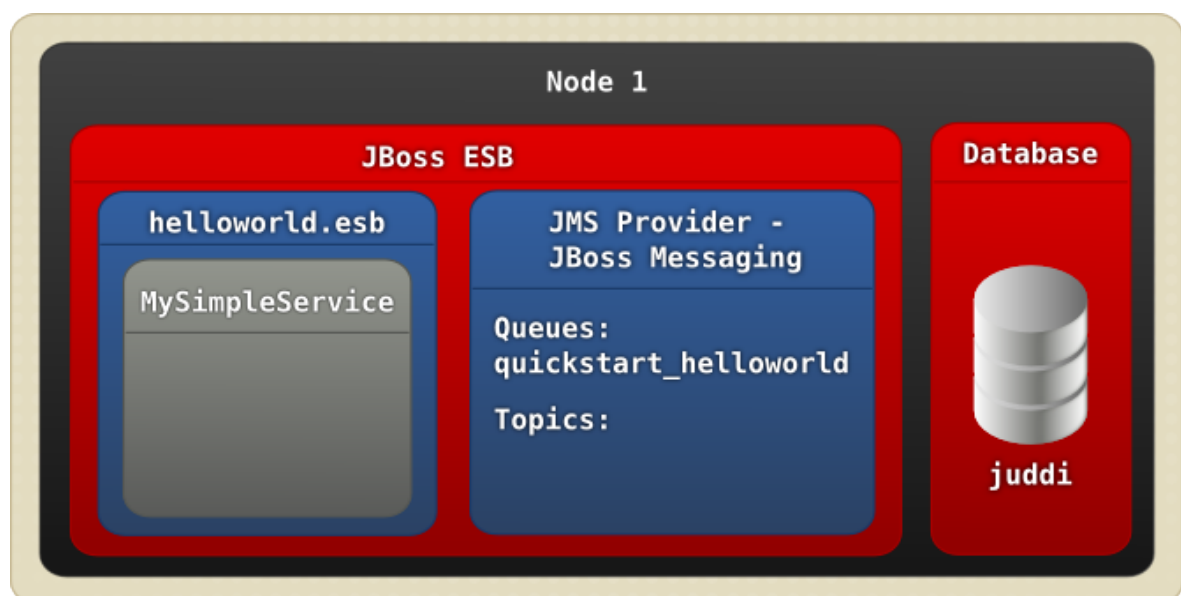 Node 1
JBoss ESB
helloworld.esb
MySimpleService
JMS Provider -
JBoss Messaging
Queues:
quickstart_helloworld
Topics:
Database
juddi